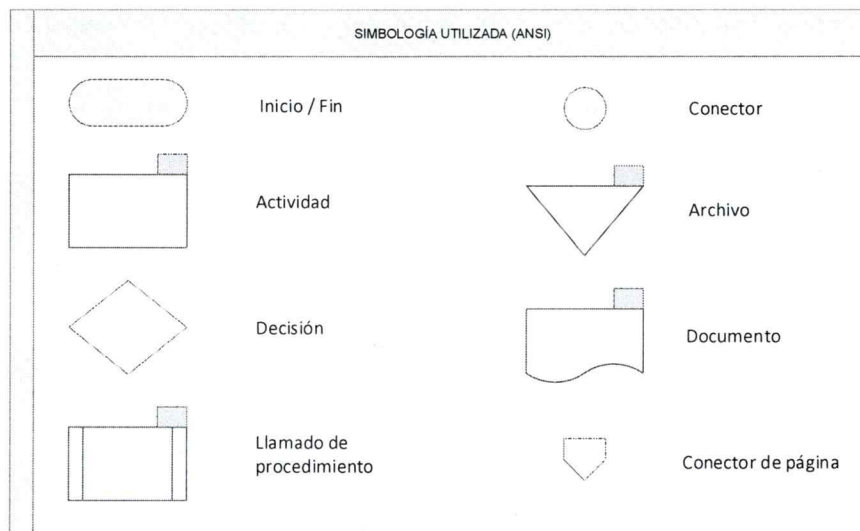 SIMBOLOGÍA UTILIZADA (ANSI)
Inicio / Fin
Conector
Actividad
Archivo
Decisión
Documento
Llamado de
procedimiento
Conector de página